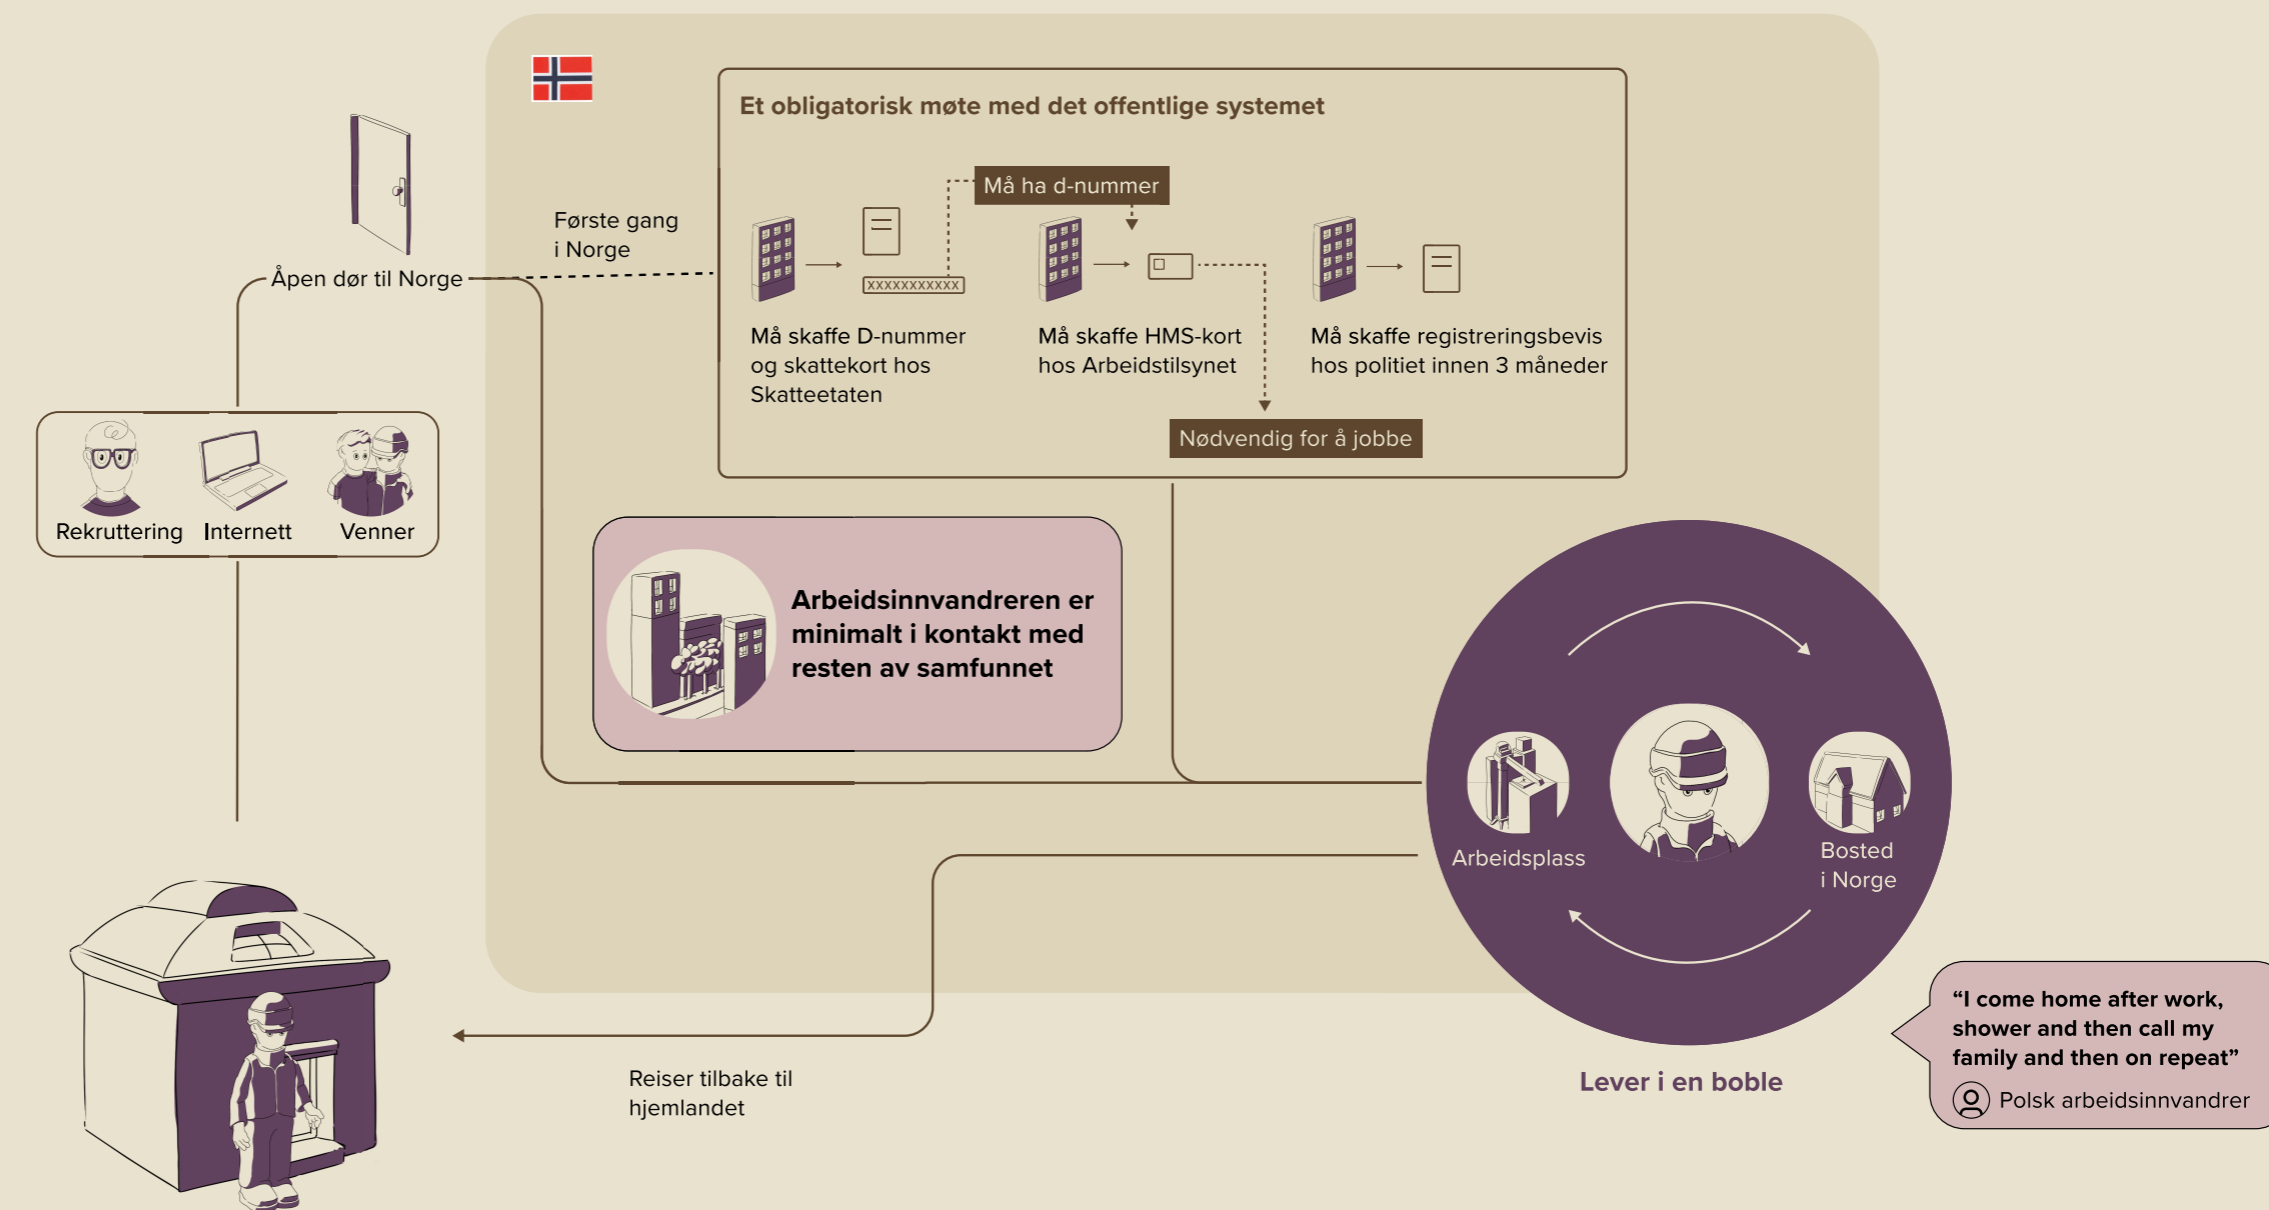 Et obligatorisk møte med det offentlige systemet
Må ha d-nummer
Første gang
i Norge
Åpen dør til Norge
XXXXXXXXXXX
Må skaffe D-nummer
og skattekort hos
Skatteetaten
Må skaffe HMS-kort
hos Arbeidstilsynet
Må skaffe registreringsbevis
hos politiet innen 3 måneder
Nødvendig for å jobbe
Rekruttering
Internett
Venner
Arbeidsinnvandreren er
minimalt i kontakt med
resten av samfunnet
Arbeidsplass
Bosted
i Norge
Lever i en boble
“I come home after work,
shower and then call my
family and then on repeat”
Polsk arbeidsinnvandrer
Reiser tilbake til
hjemlandet